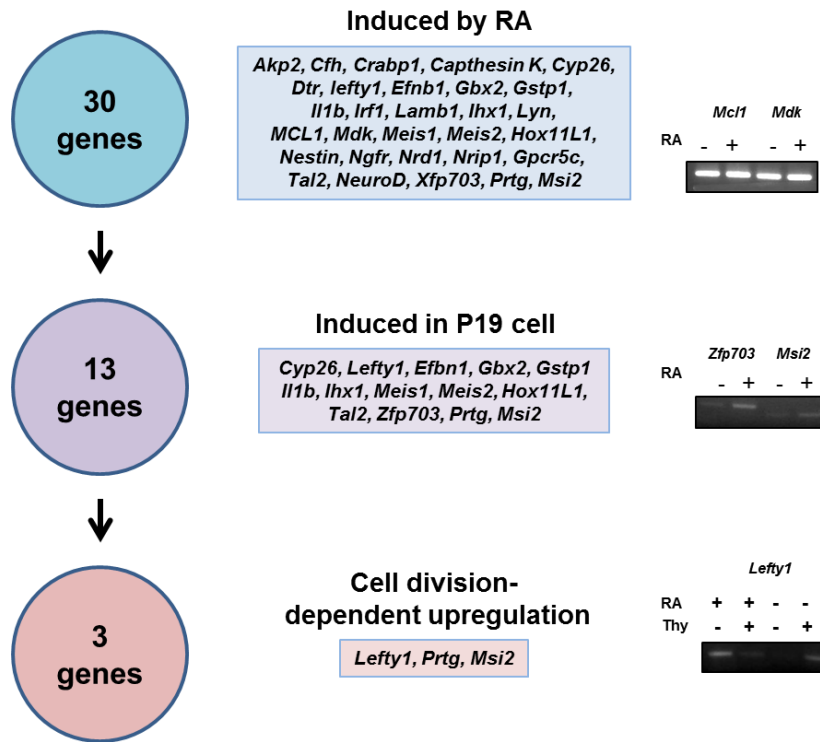 Induced by RA
30
genes
Akp2, Cfh, Crabp1, Capthesin K, Cyp26,
Dtr, lefty1, Efnb1, Gbx2, Gstp1,
Il1b, Irf1, Lamb1, lhx1, Lyn,
MCL1, Mdk, Meis1, Meis2, Hox11L1,
Nestin, Ngfr, Nrd1, Nrip1, Gpcr5c,
Tal2, NeuroD, Xfp703, Prtg, Msi2
Mcl1 Mdk
RA - + - +
13
genes
Induced in P19 cell
Cyp26, Lefty1, Efbn1, Gbx2, Gstp1
Il1b, lhx1, Meis1, Meis2, Hox11L1,
Tal2, Zfp703, Prtg, Msi2
Zfp703 Msi2
RA - + - +
3
genes
Cell division-
dependent upregulation
Lefty1, Prtg, Msi2
Lefty1
RA + + - -
Thy - + - +